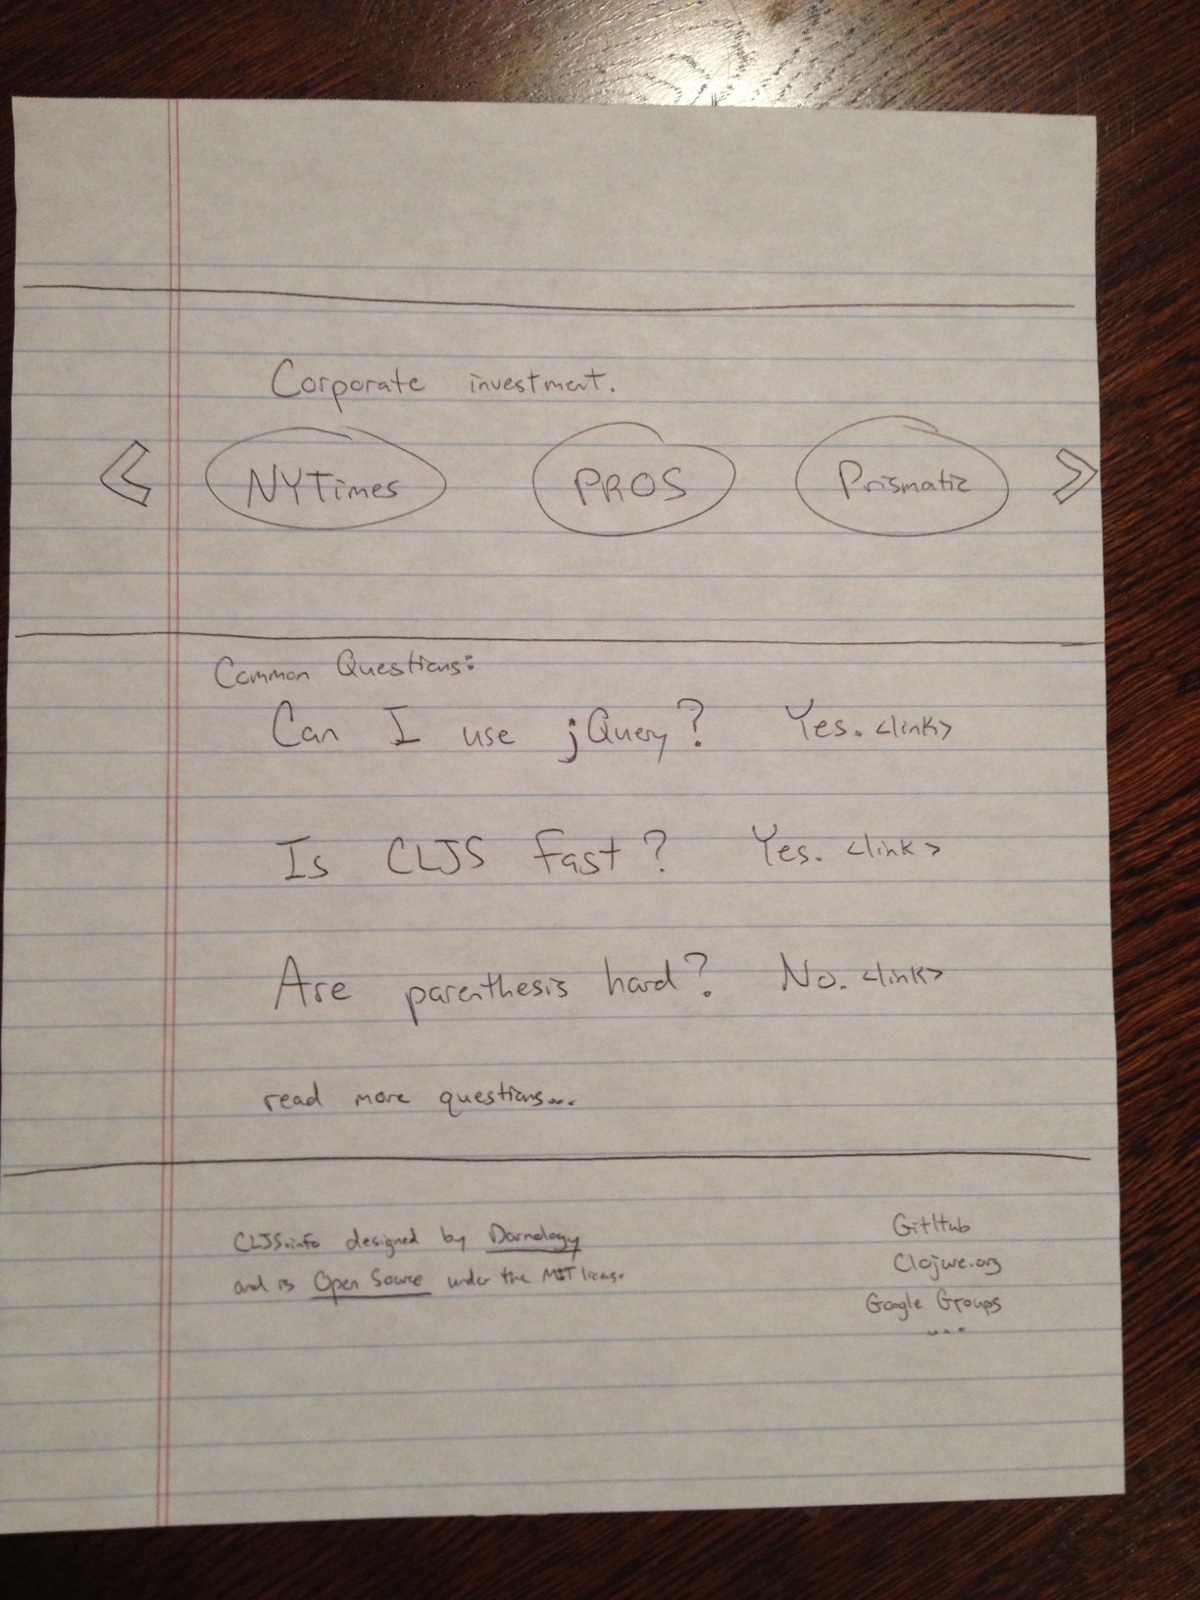 Corporate investment.
NYTimes PROS Prismatic
Common Questions:
Can I use jQuery? Yes. <link>
Is CLJS fast? Yes. <link>
Are parenthesis hard? No. <link>
read more questions...
CLJS.info designed by Darnology
and is Open Source under the MIT license
GitHub
Clojure.org
Google Groups
...